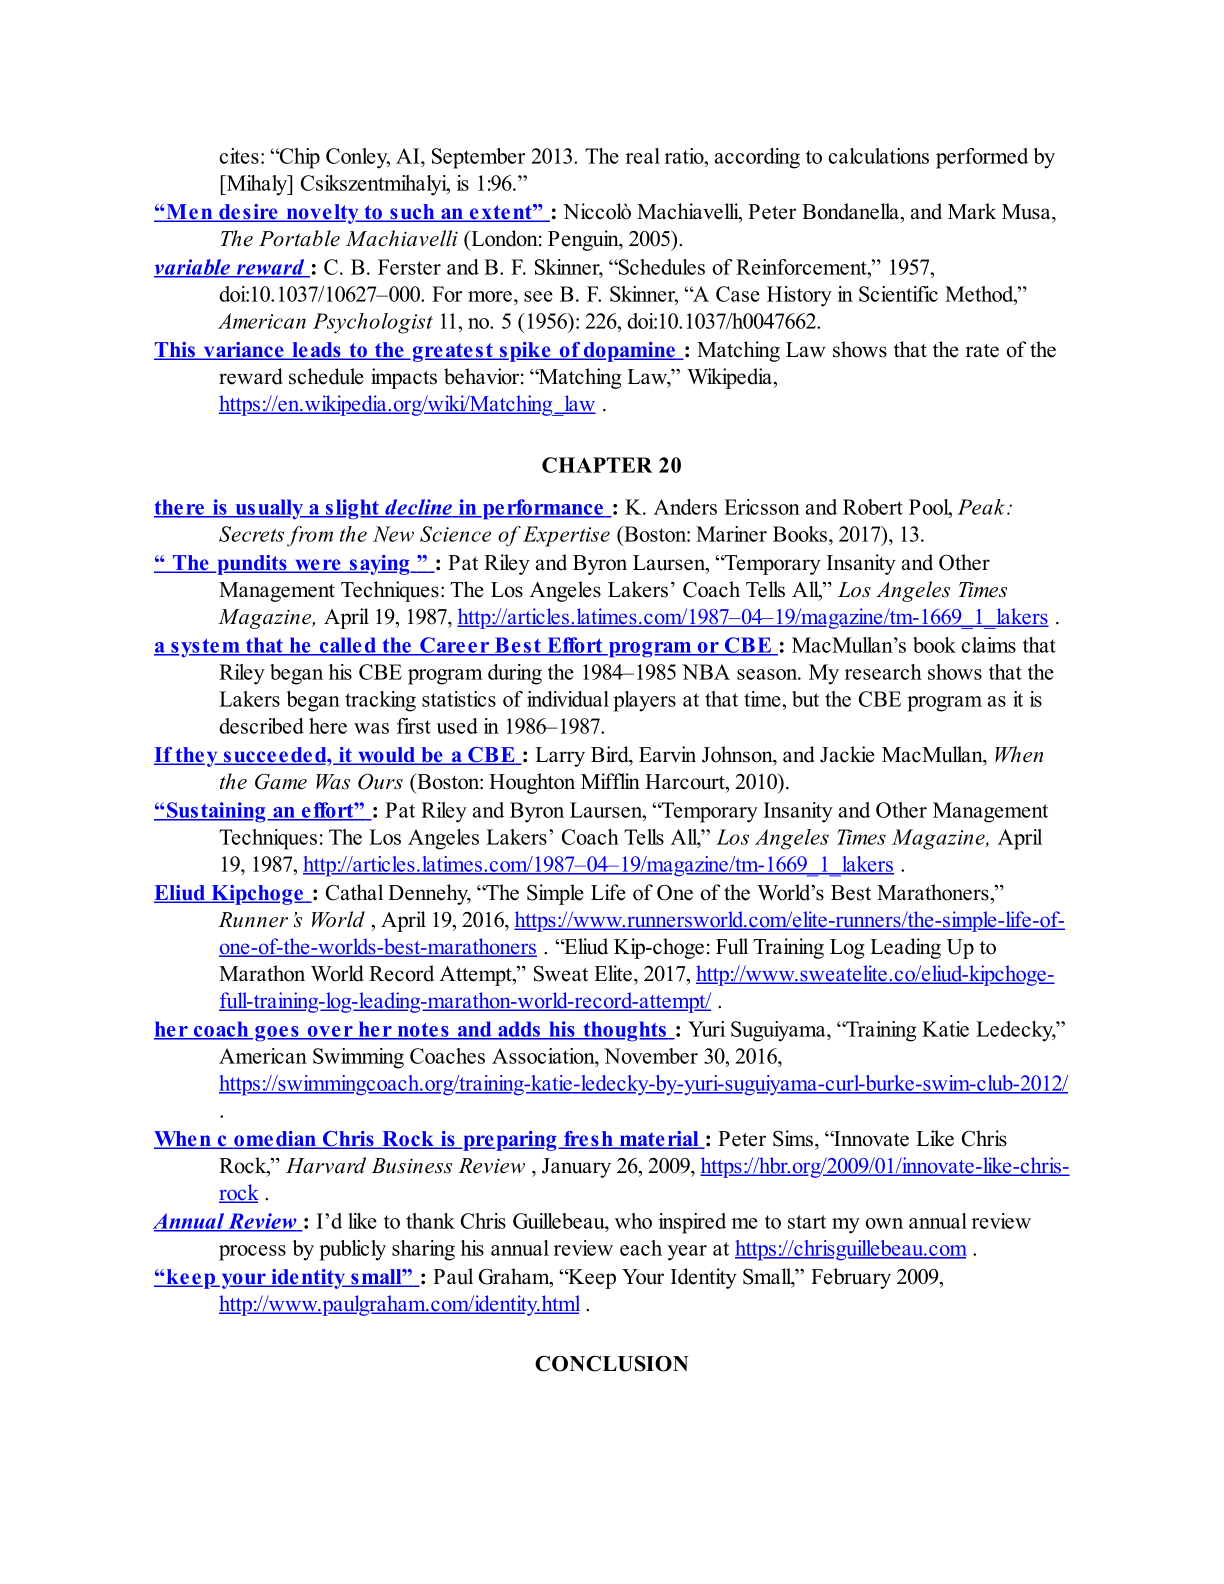 cites: “Chip Conley, AI, September 2013. The real ratio, according to calculations performed by
[Mihaly] Csikszentmihalyi, is 1:96.”
“Men desire novelty to such an extent” : Niccolò Machiavelli, Peter Bondanella, and Mark Musa,
The Portable Machiavelli (London: Penguin, 2005).
variable reward : C. B. Ferster and B. F. Skinner, “Schedules of Reinforcement,” 1957,
doi:10.1037/10627–000. For more, see B. F. Skinner, “A Case History in Scientific Method,”
American Psychologist 11, no. 5 (1956): 226, doi:10.1037/h0047662.
This variance leads to the greatest spike of dopamine : Matching Law shows that the rate of the
reward schedule impacts behavior: “Matching Law,” Wikipedia,
https://en.wikipedia.org/wiki/Matching_law .
CHAPTER 20
there is usually a slight decline in performance : K. Anders Ericsson and Robert Pool, Peak:
Secrets from the New Science of Expertise (Boston: Mariner Books, 2017), 13.
“ The pundits were saying ” : Pat Riley and Byron Laursen, “Temporary Insanity and Other
Management Techniques: The Los Angeles Lakers’ Coach Tells All,” Los Angeles Times
Magazine, April 19, 1987, http://articles.latimes.com/1987–04–19/magazine/tm-1669_1_lakers .
a system that he called the Career Best Effort program or CBE : MacMullan’s book claims that
Riley began his CBE program during the 1984–1985 NBA season. My research shows that the
Lakers began tracking statistics of individual players at that time, but the CBE program as it is
described here was first used in 1986–1987.
If they succeeded, it would be a CBE : Larry Bird, Earvin Johnson, and Jackie MacMullan, When
the Game Was Ours (Boston: Houghton Mifflin Harcourt, 2010).
“Sustaining an effort” : Pat Riley and Byron Laursen, “Temporary Insanity and Other Management
Techniques: The Los Angeles Lakers’ Coach Tells All,” Los Angeles Times Magazine, April
19, 1987, http://articles.latimes.com/1987–04–19/magazine/tm-1669_1_lakers .
Eliud Kipchoge : Cathal Dennehy, “The Simple Life of One of the World’s Best Marathoners,”
Runner’s World , April 19, 2016, https://www.runnersworld.com/elite-runners/the-simple-life-of-
one-of-the-worlds-best-marathoners . “Eliud Kip-choge: Full Training Log Leading Up to
Marathon World Record Attempt,” Sweat Elite, 2017, http://www.sweatelite.co/eliud-kipchoge-
full-training-log-leading-marathon-world-record-attempt/ .
her coach goes over her notes and adds his thoughts : Yuri Suguiyama, “Training Katie Ledecky,”
American Swimming Coaches Association, November 30, 2016,
https://swimmingcoach.org/training-katie-ledecky-by-yuri-suguiyama-curl-burke-swim-club-2012/
.
When c omedian Chris Rock is preparing fresh material : Peter Sims, “Innovate Like Chris
Rock,” Harvard Business Review , January 26, 2009, https://hbr.org/2009/01/innovate-like-chris-
rock .
Annual Review : I’d like to thank Chris Guillebeau, who inspired me to start my own annual review
process by publicly sharing his annual review each year at https://chrisguillebeau.com .
“keep your identity small” : Paul Graham, “Keep Your Identity Small,” February 2009,
http://www.paulgraham.com/identity.html .
CONCLUSION